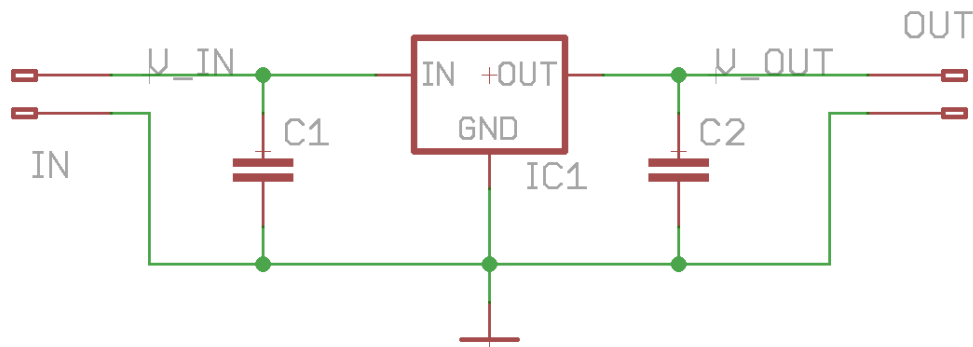 OUT
V_IN
IN
OUT
V_OUT
GND
C1
C2
IN
IC1